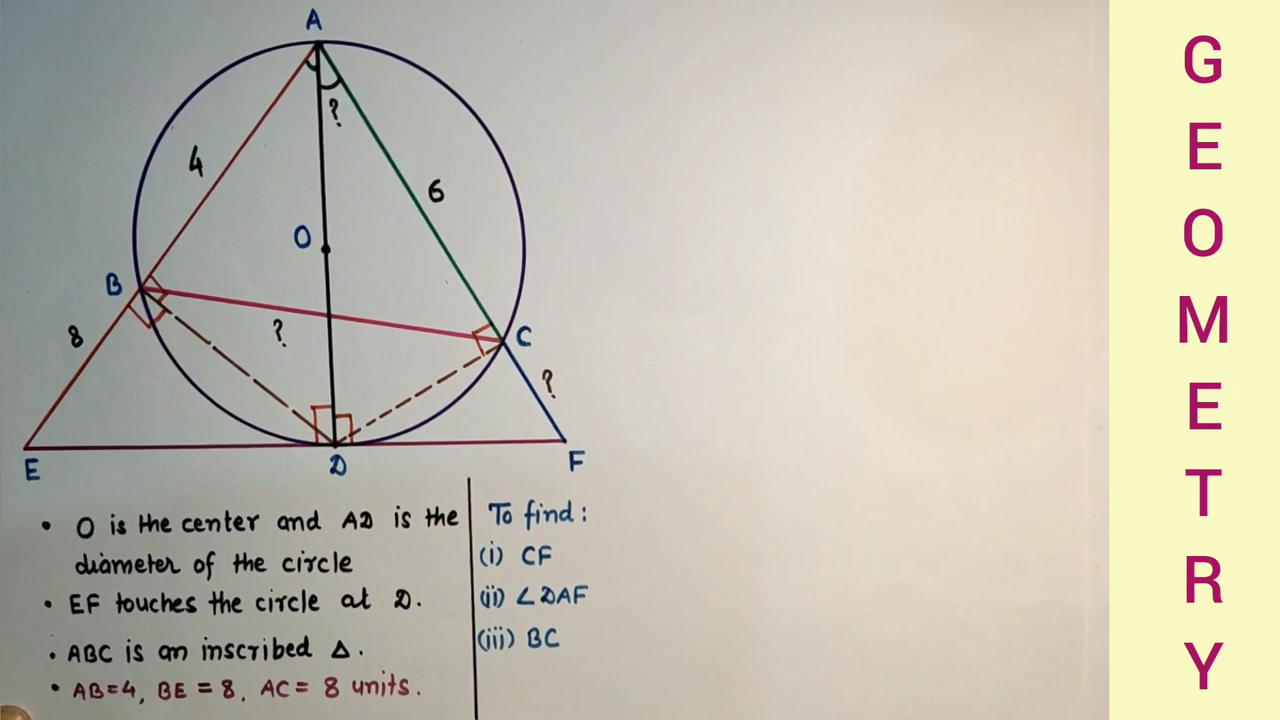 A
?
4
6
O
B
8
?
C
?
E
D
F
• O is the center and AD is the
diameter of the circle
• EF touches the circle at D.
• ABC is an inscribed Δ.
• AB=4, BE = 8, AC = 8 units.
To find:
(i) CF
(ii) ∠DAF
(iii) BC
G
E
O
M
E
T
R
Y